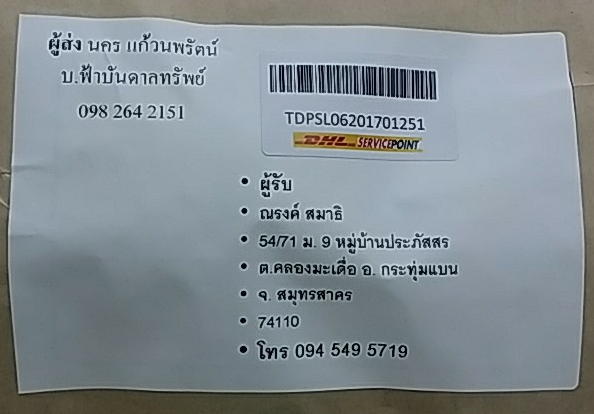 ผู้ส่ง นคร แก้วนพรัตน์
บ.ฟ้าบันดาลทรัพย์
098 264 2151
TDPSL06201701251
DHL SERVICEPOINT
• ผู้รับ
• ณรงค์ สมาธิ
• 54/71 ม. 9 หมู่บ้านประภัสสร
• ต.คลองมะเดื่อ อ. กระทุ่มแบน
• จ. สมุทรสาคร
• 74110
• โทร 094 549 5719